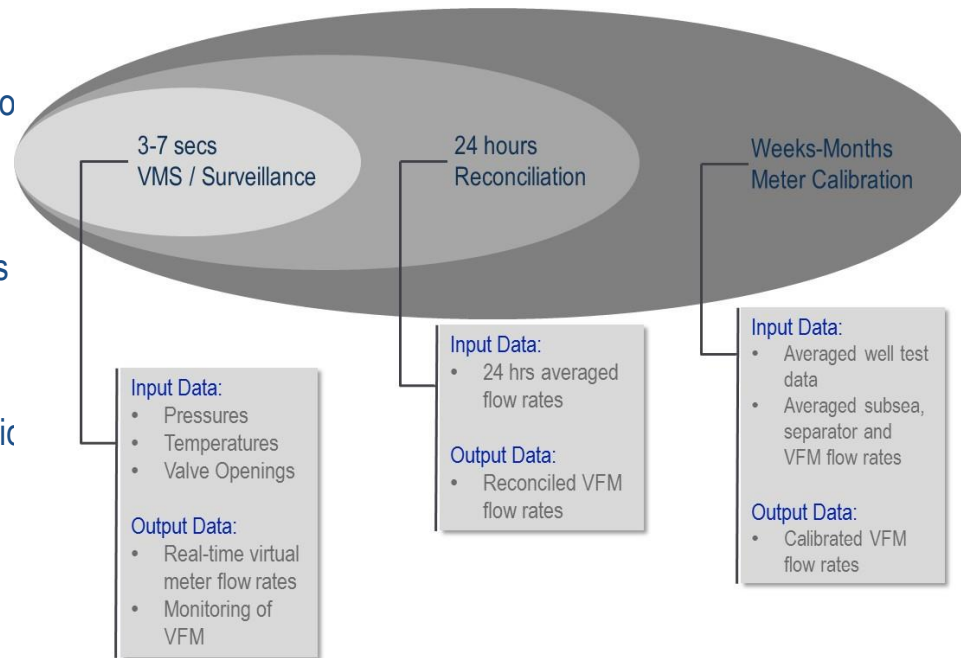 3-7 secs
VMS / Surveillance
24 hours
Reconciliation
Weeks-Months
Meter Calibration
Input Data:
• Pressures
• Temperatures
• Valve Openings
Output Data:
• Real-time virtual
meter flow rates
• Monitoring of
VFM
Input Data:
• 24 hrs averaged
flow rates
Output Data:
• Reconciled VFM
flow rates
Input Data:
• Averaged well test
data
• Averaged subsea,
separator and
VFM flow rates
Output Data:
• Calibrated VFM
flow rates